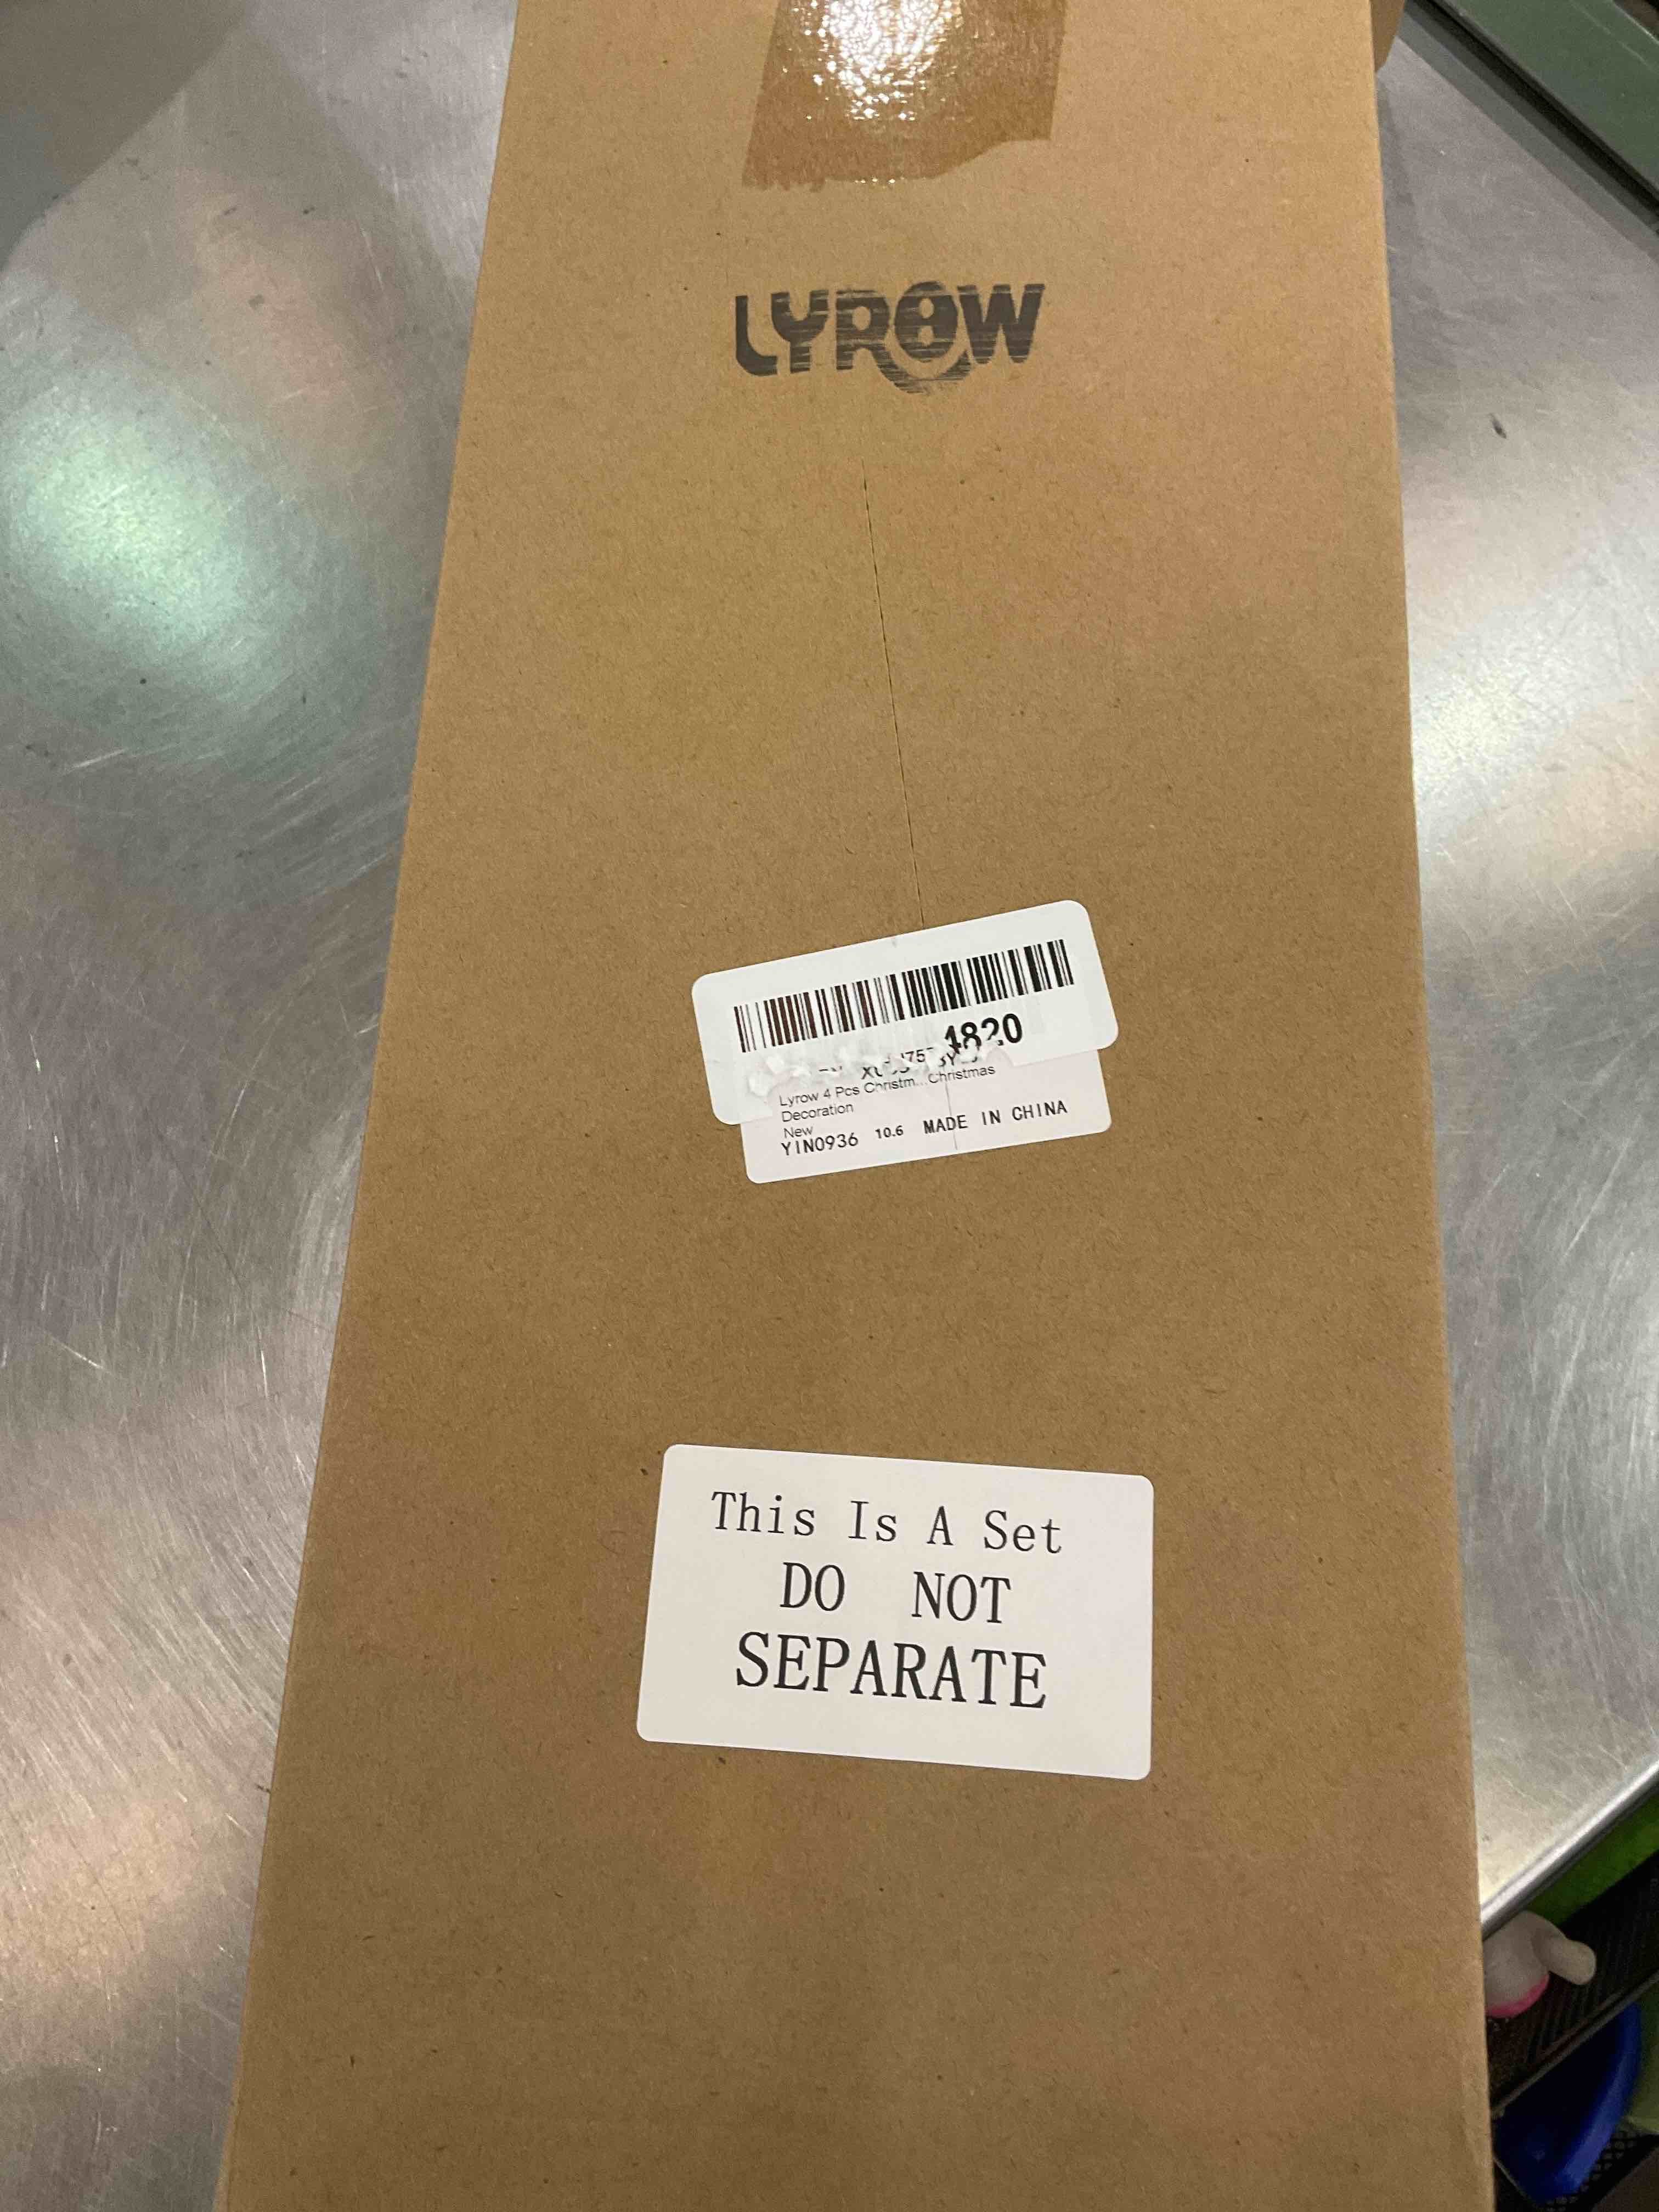 LYROW
4820
Lyrow 4 Pcs Christm...Christmas
Decoration
New
YIN0936 10.6 MADE IN CHINA
This Is A Set
DO NOT
SEPARATE